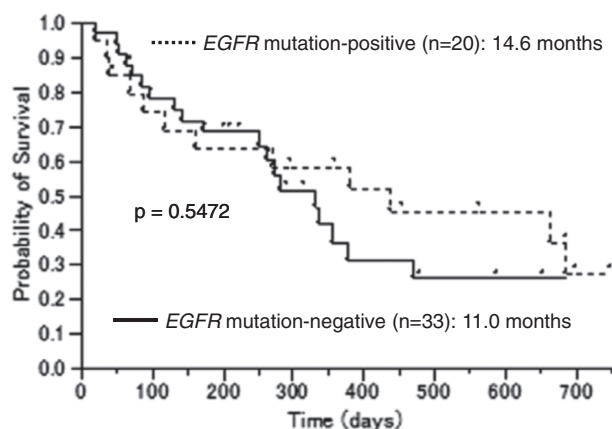 1.0
0.9
0.8
0.7
0.6
0.5
0.4
0.3
0.2
0.1
0.0
Probability of Survival
EGFR mutation-positive (n=20): 14.6 months
p = 0.5472
EGFR mutation-negative (n=33): 11.0 months
0 100 200 300 400 500 600 700
Time (days)